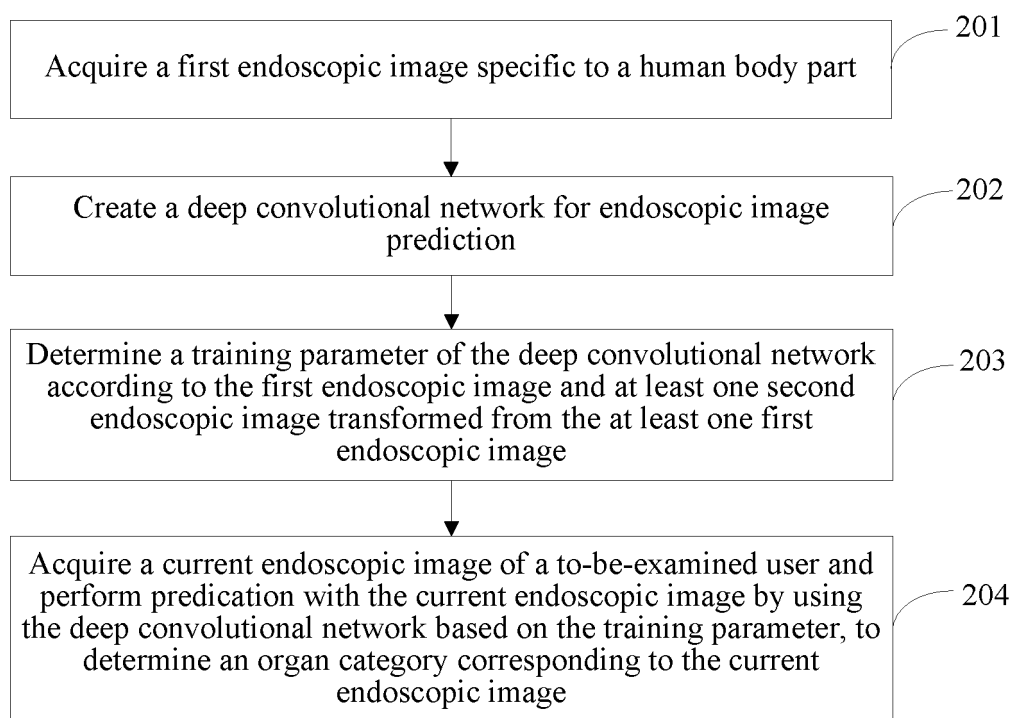 201
Acquire a first endoscopic image specific to a human body part
202
Create a deep convolutional network for endoscopic image
prediction
203
Determine a training parameter of the deep convolutional network
according to the first endoscopic image and at least one second
endoscopic image transformed from the at least one first
endoscopic image
204
Acquire a current endoscopic image of a to-be-examined user and
perform predication with the current endoscopic image by using
the deep convolutional network based on the training parameter, to
determine an organ category corresponding to the current
endoscopic image